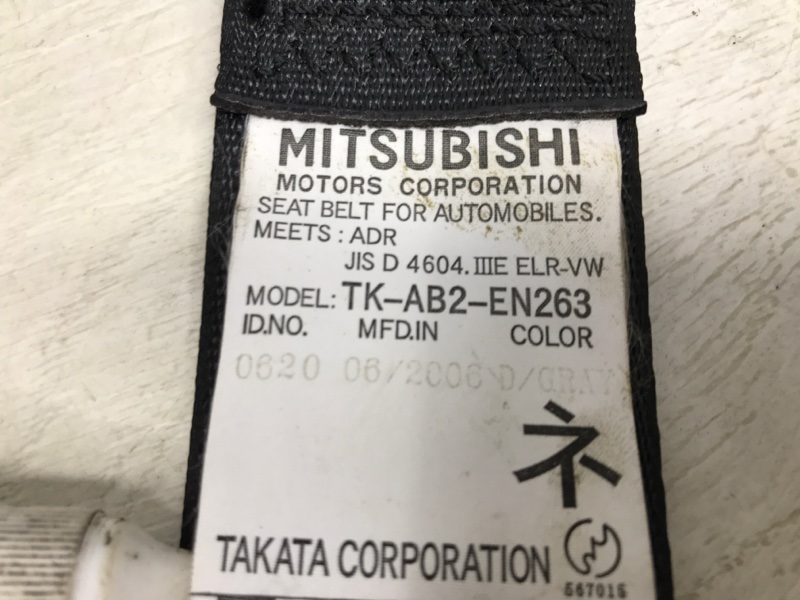 MITSUBISHI
MOTORS CORPORATION
SEAT BELT FOR AUTOMOBILES.
MEETS : ADR
JIS D 4604. IIIE ELR-VW
MODEL: TK-AB2-EN263
ID.NO. MFD.IN COLOR
0620 06/2006 D/GRAY
ネ
TAKATA CORPORATION
567015